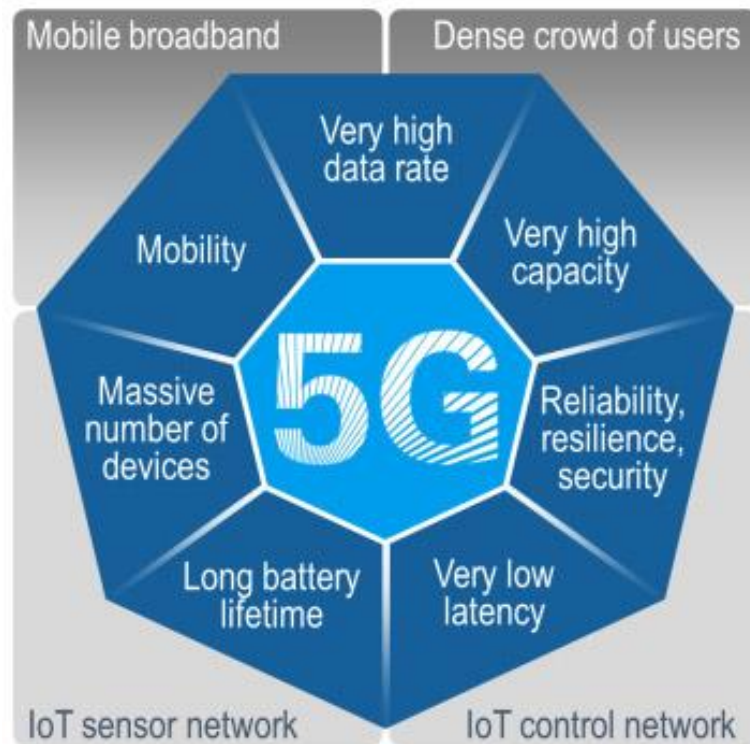 Mobile broadband
Dense crowd of users
Very high
data rate
Mobility
Very high
capacity
5G
Massive
number of
devices
Reliability,
resilience,
security
Long battery
lifetime
Very low
latency
IoT sensor network
IoT control network